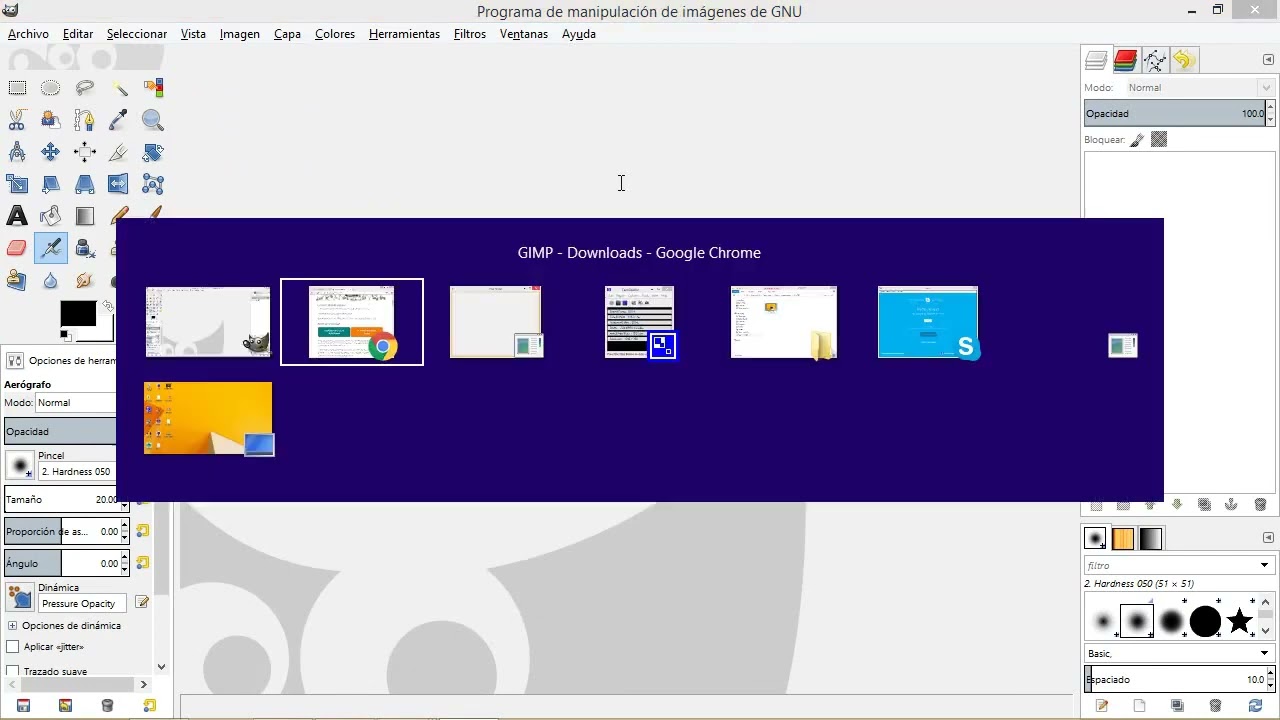 Programa de manipulación de imágenes de GNU
Archivo Editar Seleccionar Vista Imagen Capa Colores Herramientas Filtros Ventanas Ayuda
Modo: Normal
Opacidad 100.0
Bloquear:
GIMP - Downloads - Google Chrome
Opciones de herram
Aerógrafo
Modo: Normal
Opacidad
Pincel
2. Hardness 050
Tamaño 20.00
Proporción de as... 0.00
Ángulo 0.00
Dinámica
Pressure Opacity
Opciones de dinámica
Aplicar «jitter»
Trazado suave
filtro
2. Hardness 050 (51 × 51)
Basic,
Espaciado 10.0